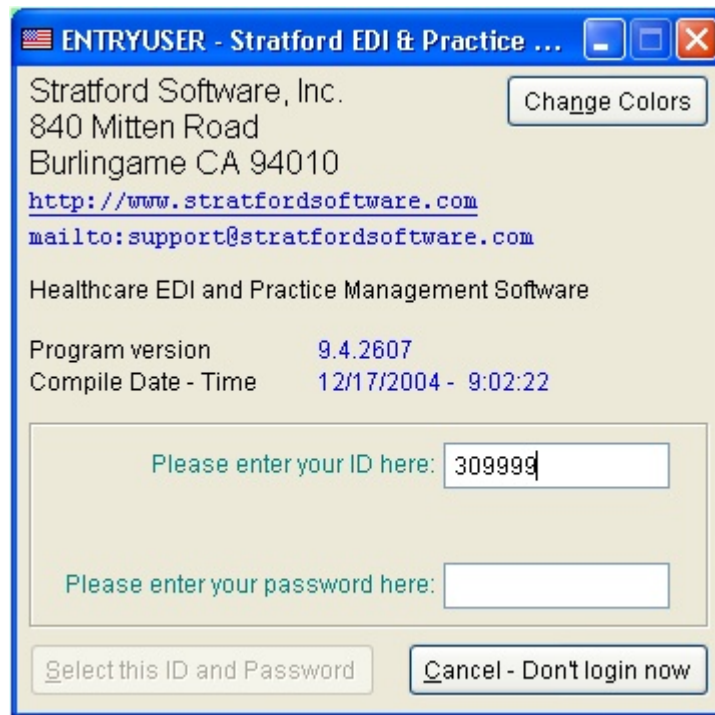 ENTRYUSER - Stratford EDI & Practice ...
Stratford Software, Inc.
Change Colors
840 Mitten Road
Burlingame CA 94010
http://www.stratfordsoftware.com
mailto:support@stratfordsoftware.com
Healthcare EDI and Practice Management Software
Program version 9.4.2607
Compile Date - Time 12/17/2004 - 9:02:22
Please enter your ID here: 309999
Please enter your password here:
Select this ID and Password
Cancel - Don't login now